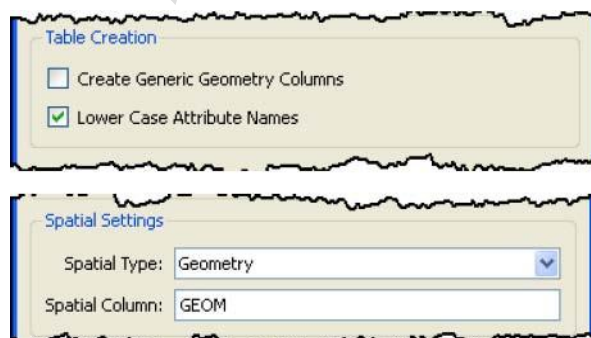 Table Creation
Create Generic Geometry Columns
Lower Case Attribute Names
Spatial Settings
Spatial Type: Geometry
Spatial Column: GEOM